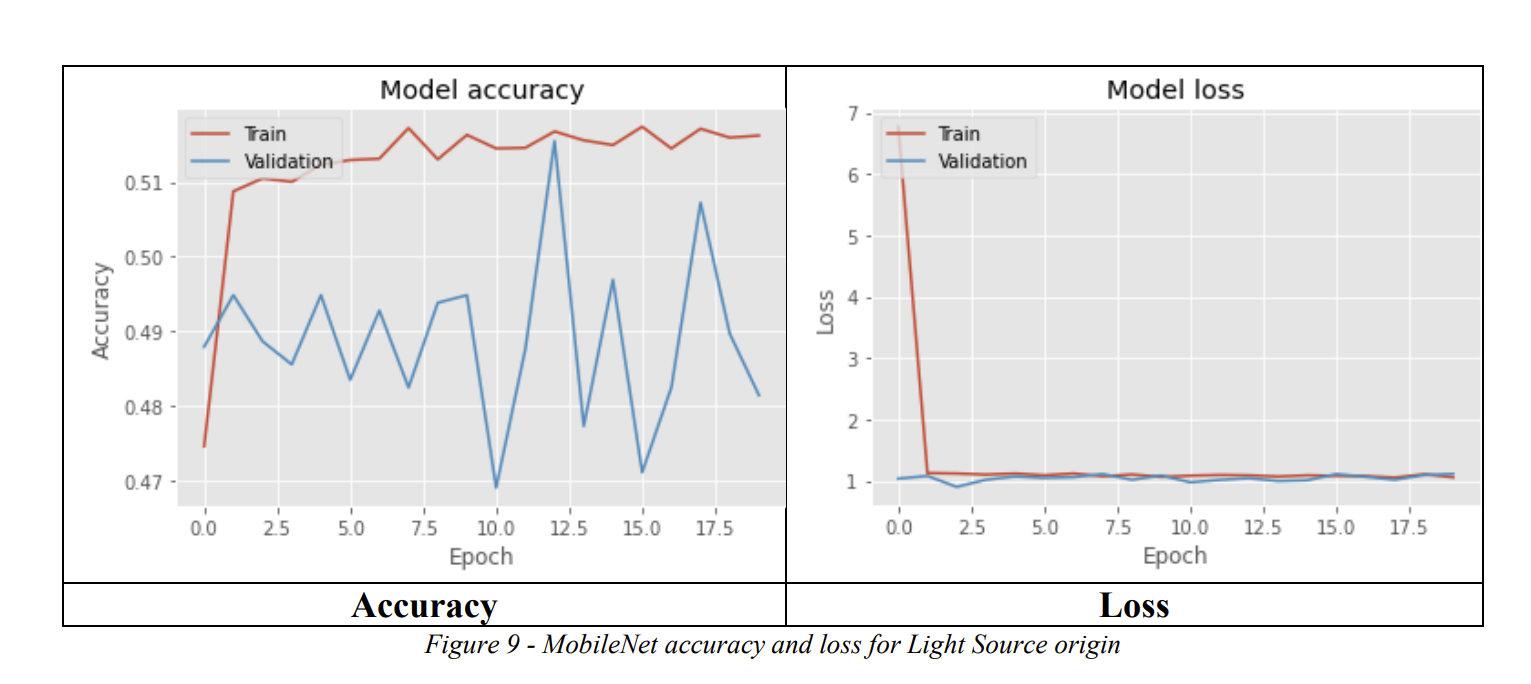 Model accuracy
Train
Validation
0.51
0.50
0.49
0.48
0.47
Accuracy
0.0 2.5 5.0 7.5 10.0 12.5 15.0 17.5
Epoch
Model loss
Train
Validation
7
6
5
4
3
2
1
Loss
0.0 2.5 5.0 7.5 10.0 12.5 15.0 17.5
Epoch
Accuracy
Loss
Figure 9 - MobileNet accuracy and loss for Light Source origin